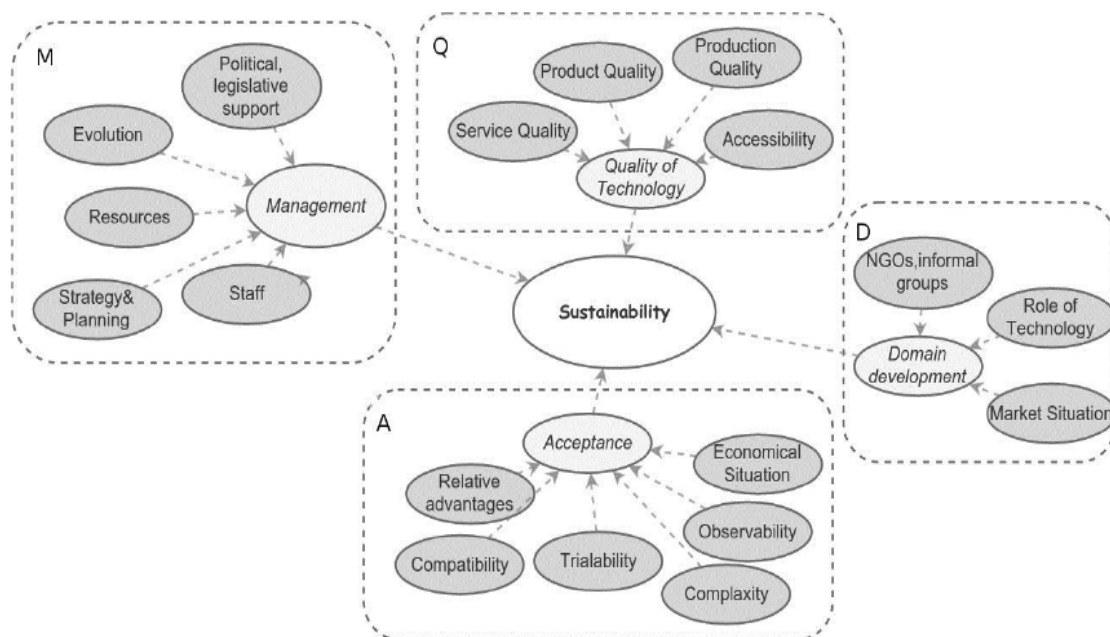 M
Political,
legislative
support
Evolution
Management
Resources
Strategy&
Planning
Staff
Q
Product Quality
Production
Quality
Service Quality
Accessibility
Quality of
Technology
Sustainability
D
NGOs,informal
groups
Role of
Technology
Domain
development
Market Situation
A
Acceptance
Economical
Situation
Relative
advantages
Observability
Compatibility
Trialability
Complaxity